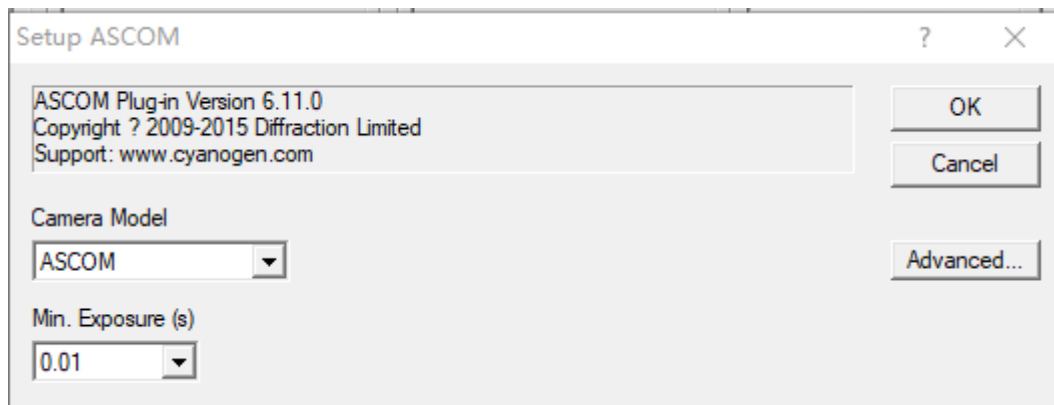 Setup ASCOM
?
ASCOM Plug-in Version 6.11.0
Copyright ? 2009-2015 Diffraction Limited
Support: www.cyanogen.com
OK
Cancel
Camera Model
ASCOM
Advanced...
Min. Exposure (s)
0.01